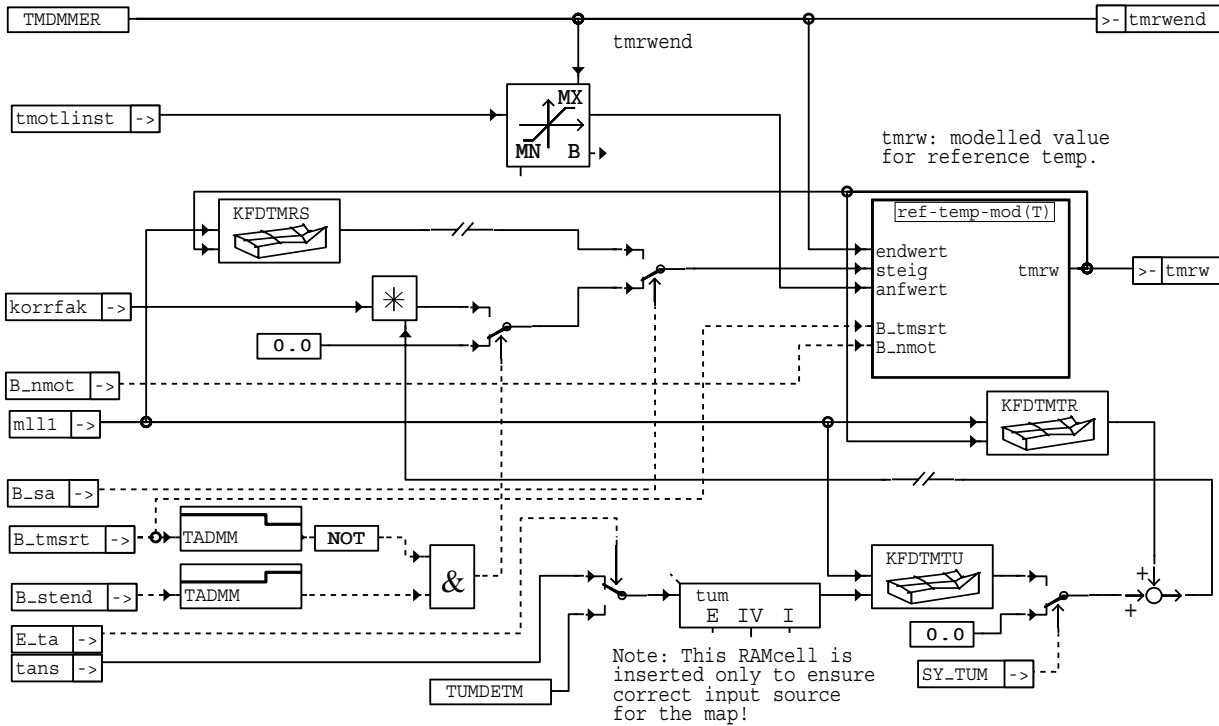 TMDMMER
>- tmrwend
tmrwend
MX
tmotlinst ->
MN B
tmrw: modelled value
for reference temp.
KFDTMRS
ref-temp-mod(T)
endwert
steig
tmrw
>- tmrw
anfwert
korrfak ->
B_tmsrt
0.0
B_nmot
B_nmot ->
KFDTMTR
mll1 ->
B_sa ->
B_tmsrt ->
TADMM
NOT
KFDTMTU
&
B_stend ->
TADMM
tum
E IV I
+
+
E_ta ->
0.0
tans ->
Note: This RAMcell is
inserted only to ensure
correct input source
for the map!
SY_TUM ->
TUMDETM